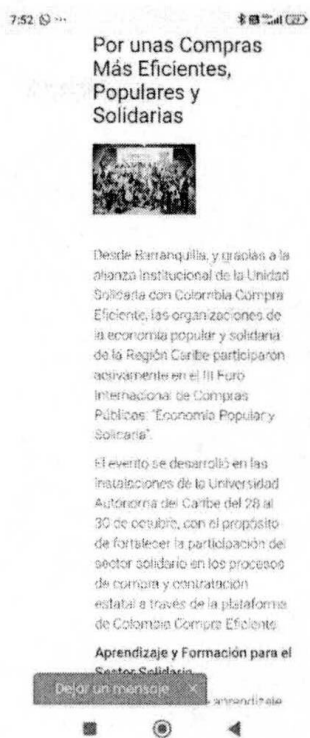 7:52
Por unas Compras
Más Eficientes,
Populares y
Solidarias
Desde Barranquilla, y gracias a la
alianza Institucional de la Unidad
Solidaria con Colombia Compra
Eficiente, las organizaciones de
la economía popular y solidaria
de la Región Caribe participaron
activamente en el III Foro
Internacional de Compras
Públicas: "Economía Popular y
Solidaria".
El evento se desarrolló en las
instalaciones de la Universidad
Autónoma del Caribe del 28 al
30 de octubre, con el propósito
de fortalecer la participación del
sector solidario en los procesos
de compra y contratación
estatal a través de la plataforma
de Colombia Compra Eficiente
Aprendizaje y Formación para el
Sector Solidario
Dejar un mensaje ×
aprendizaje